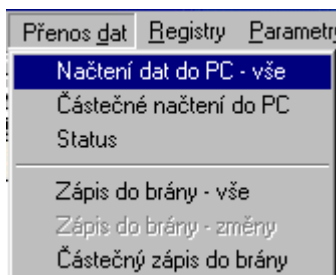 Přenos dat Registry Parametry
Načtení dat do PC - vše
Částečné načtení do PC
Status
Zápis do brány - vše
Zápis do brány - změny
Částečný zápis do brány